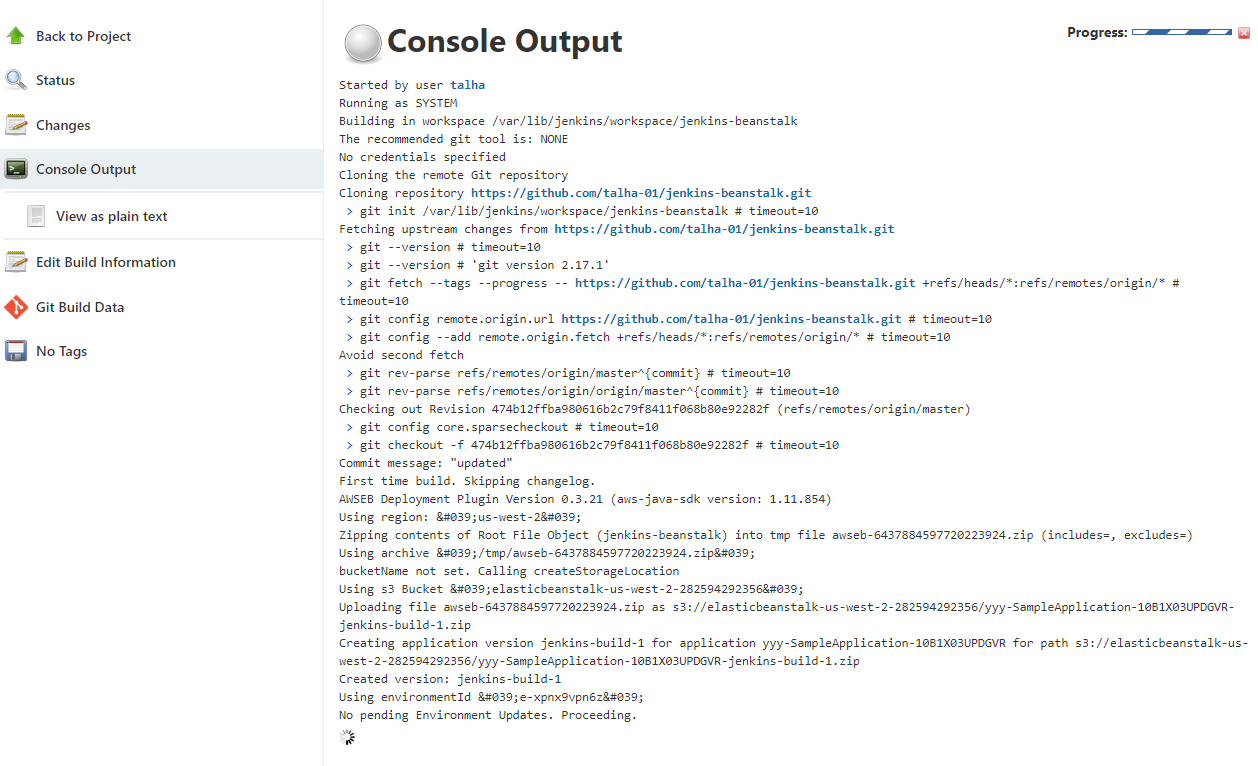 Back to Project
Status
Changes
Console Output
View as plain text
Edit Build Information
Git Build Data
No Tags
Console Output
Progress:
Started by user talha
Running as SYSTEM
Building in workspace /var/lib/jenkins/workspace/jenkins-beanstalk
The recommended git tool is: NONE
No credentials specified
Cloning the remote Git repository
Cloning repository https://github.com/talha-01/jenkins-beanstalk.git
> git init /var/lib/jenkins/workspace/jenkins-beanstalk # timeout=10
Fetching upstream changes from https://github.com/talha-01/jenkins-beanstalk.git
> git --version # timeout=10
> git --version # 'git version 2.17.1'
> git fetch --tags --progress -- https://github.com/talha-01/jenkins-beanstalk.git +refs/heads/*:refs/remotes/origin/* #
timeout=10
> git config remote.origin.url https://github.com/talha-01/jenkins-beanstalk.git # timeout=10
> git config --add remote.origin.fetch +refs/heads/*:refs/remotes/origin/* # timeout=10
Avoid second fetch
> git rev-parse refs/remotes/origin/master^{commit} # timeout=10
> git rev-parse refs/remotes/origin/origin/master^{commit} # timeout=10
Checking out Revision 474b12ffba980616b2c79f8411f068b80e92282f (refs/remotes/origin/master)
> git config core.sparsecheckout # timeout=10
> git checkout -f 474b12ffba980616b2c79f8411f068b80e92282f # timeout=10
Commit message: "updated"
First time build. Skipping changelog.
AWSEB Deployment Plugin Version 0.3.21 (aws-java-sdk version: 1.11.854)
Using region: &#039;us-west-2&#039;
Zipping contents of Root File Object (jenkins-beanstalk) into tmp file awseb-6437884597720223924.zip (includes=, excludes=)
Using archive &#039;/tmp/awseb-6437884597720223924.zip&#039;
bucketName not set. Calling createStorageLocation
Using s3 Bucket &#039;elasticbeanstalk-us-west-2-282594292356&#039;
Uploading file awseb-6437884597720223924.zip as s3://elasticbeanstalk-us-west-2-282594292356/yyy-SampleApplication-10B1X03UPDGVR-
jenkins-build-1.zip
Creating application version jenkins-build-1 for application yyy-SampleApplication-10B1X03UPDGVR for path s3://elasticbeanstalk-us-
west-2-282594292356/yyy-SampleApplication-10B1X03UPDGVR-jenkins-build-1.zip
Created version: jenkins-build-1
Using environmentId &#039;e-xpnx9vpn6z&#039;
No pending Environment Updates. Proceeding.